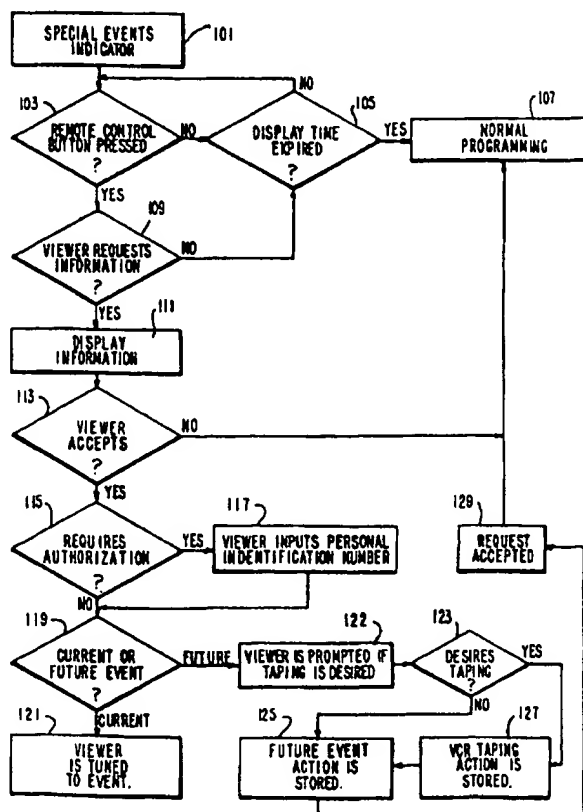 SPECIAL EVENTS
INDICATOR
101
NO
103
REMOTE CONTROL
BUTTON PRESSED
?
NO
105
DISPLAY TIME
EXPIRED
?
YES
107
NORMAL
PROGRAMMING
YES
109
VIEWER REQUESTS
INFORMATION
?
NO
YES
111
DISPLAY
INFORMATION
113
VIEWER
ACCEPTS
?
NO
YES
115
REQUIRES
AUTHORIZATION
?
YES
117
VIEWER INPUTS PERSONAL
INDENTIFICATION NUMBER
129
REQUEST
ACCEPTED
NO
119
CURRENT OR
FUTURE EVENT
?
FUTURE
122
VIEWER IS PROMPTED IF
TAPING IS DESIRED
123
DESIRES
TAPING
?
YES
NO
CURRENT
121
VIEWER
IS TUNED
TO EVENT.
125
FUTURE EVENT
ACTION IS
STORED.
127
VCR TAPING
ACTION IS
STORED.